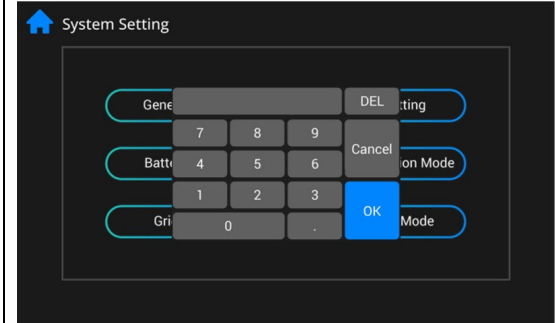 System Setting
Gene DEL tting
7 8 9
Cancel
Batte 4 5 6 ion Mode
1 2 3
OK
Gri 0 . Mode